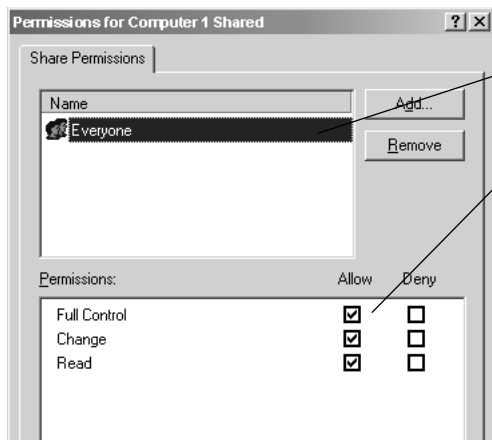 Permissions for Computer 1 Shared
Share Permissions
Name
Add...
Everyone
Remove
Permissions:
Allow
Deny
Full Control
Change
Read